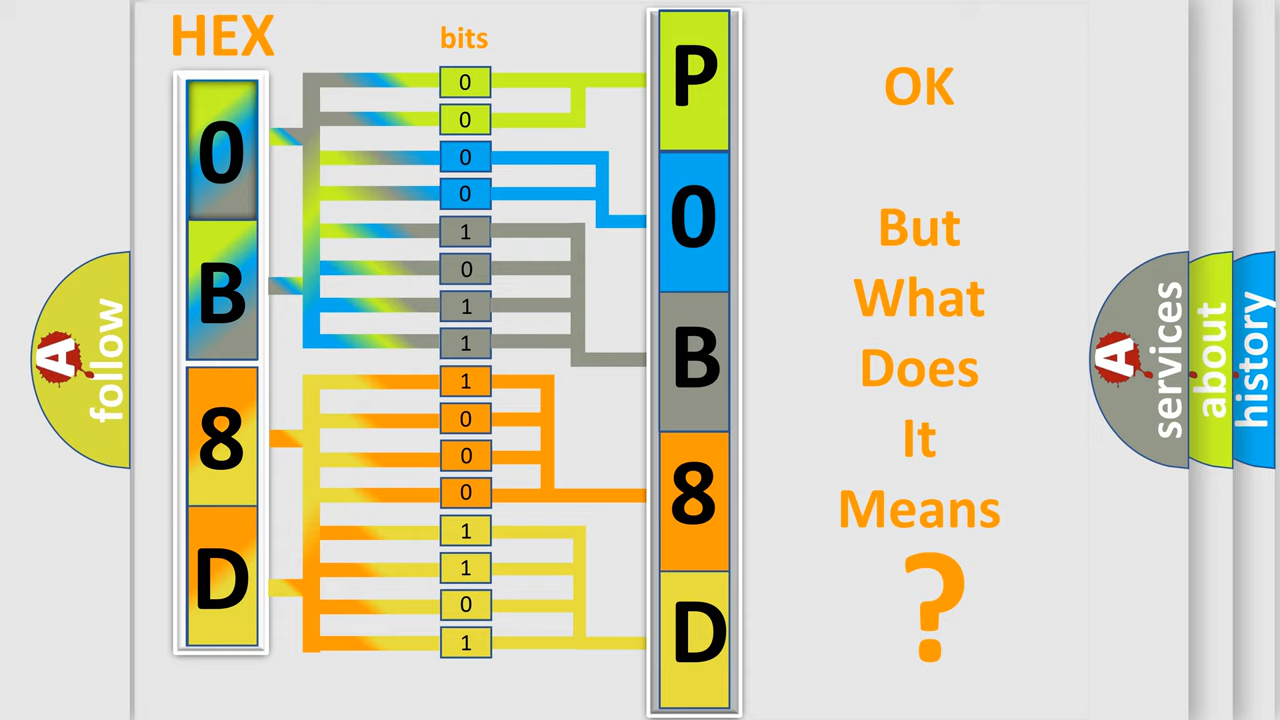 HEX
bits
0
B
8
D
0
0
0
0
1
0
1
1
1
0
0
0
1
1
0
1
P
0
B
8
D
OK
But
What
Does
It
Means
?
A
follow
A
services
about
history